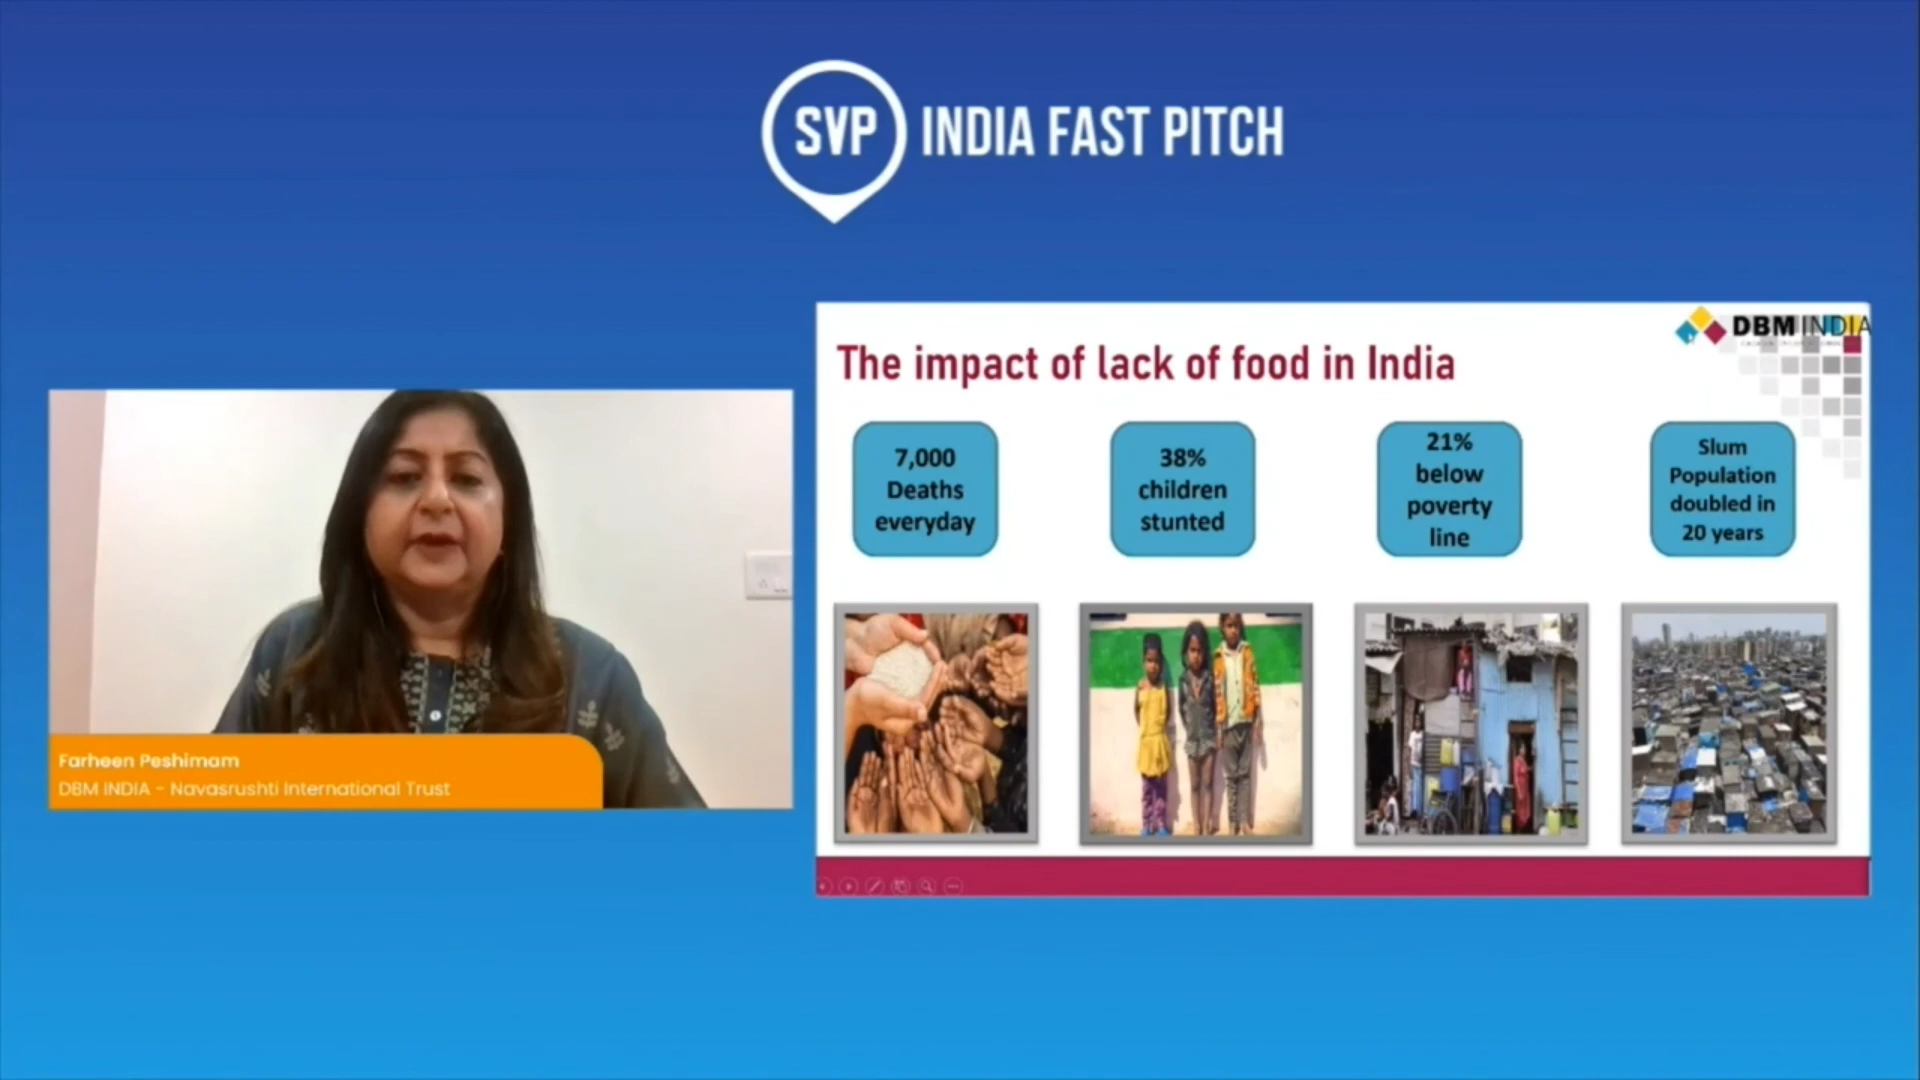 SVP INDIA FAST PITCH
DBM INDIA
The impact of lack of food in India
7,000
Deaths
everyday
38%
children
stunted
21%
below
poverty
line
Slum
Population
doubled in
20 years
Farheen Peshimam
DBM INDIA - Navasrushti International Trust